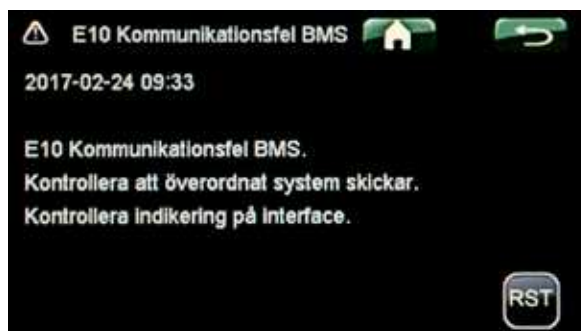 E10 Kommunikationsfel BMS
2017-02-24 09:33
E10 Kommunikationsfel BMS.
Kontrollera att överordnat system skickar.
Kontrollera indikering på interface.
RST